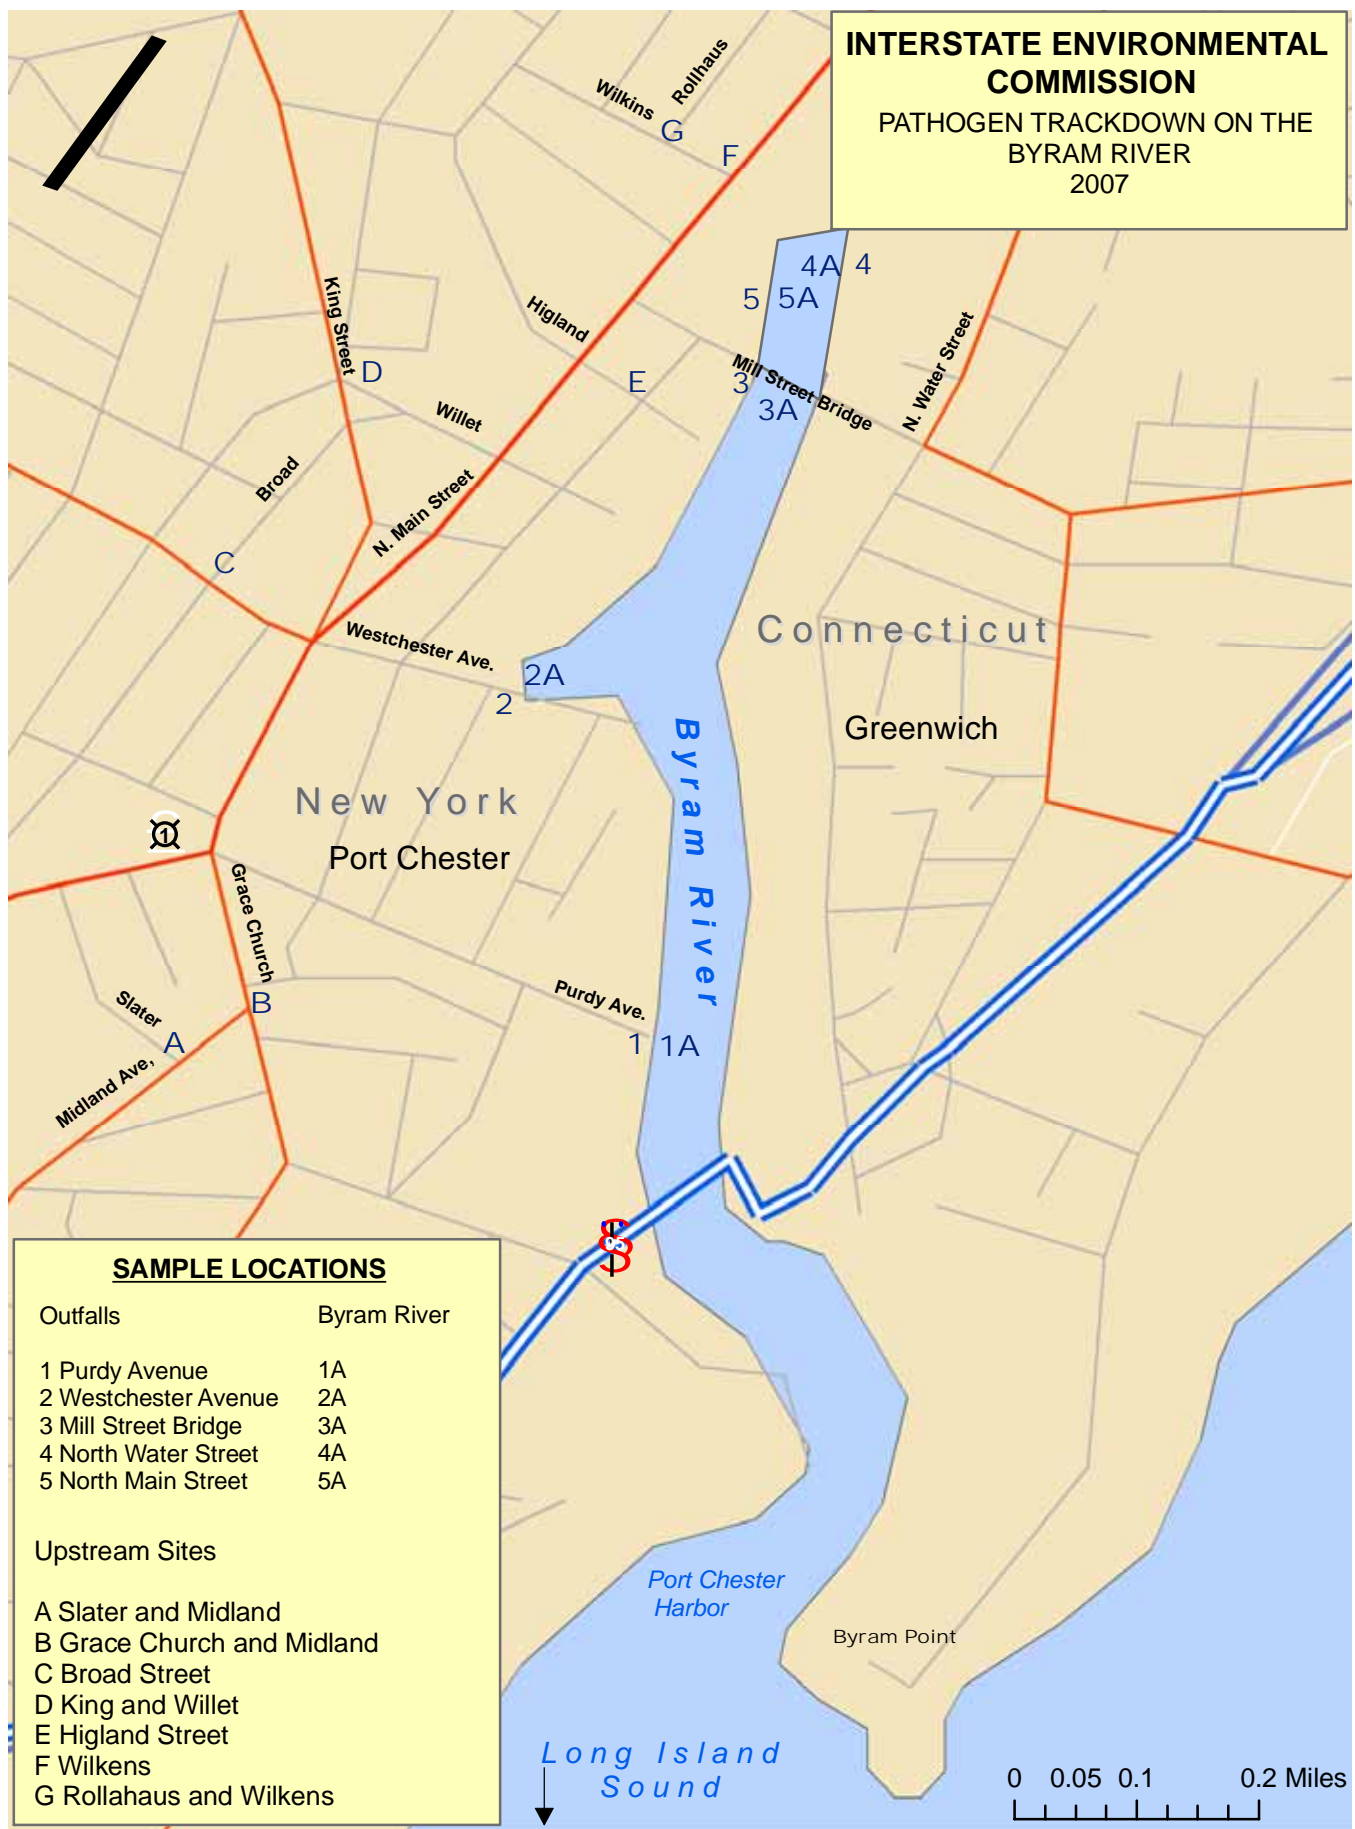 INTERSTATE ENVIRONMENTAL
COMMISSION
PATHOGEN TRACKDOWN ON THE
BYRAM RIVER
2007
Rollhaus
Wilkins
G
F
4A 4
5 5A
King Street
Higland
N. Water Street
D
E
3
Mill Street Bridge
3A
Willet
Broad
N. Main Street
C
Westchester Ave.
Connecticut
2A
2
Greenwich
Byram River
New York
Port Chester
1
Grace Church
Slater
B
A
Midland Ave,
Purdy Ave.
1 1A
95
SAMPLE LOCATIONS
Outfalls Byram River
1 Purdy Avenue 1A
2 Westchester Avenue 2A
3 Mill Street Bridge 3A
4 North Water Street 4A
5 North Main Street 5A
Upstream Sites
A Slater and Midland
B Grace Church and Midland
C Broad Street
D King and Willet
E Higland Street
F Wilkens
G Rollahaus and Wilkens
Port Chester
Harbor
Byram Point
Long Island
Sound
0 0.05 0.1 0.2 Miles